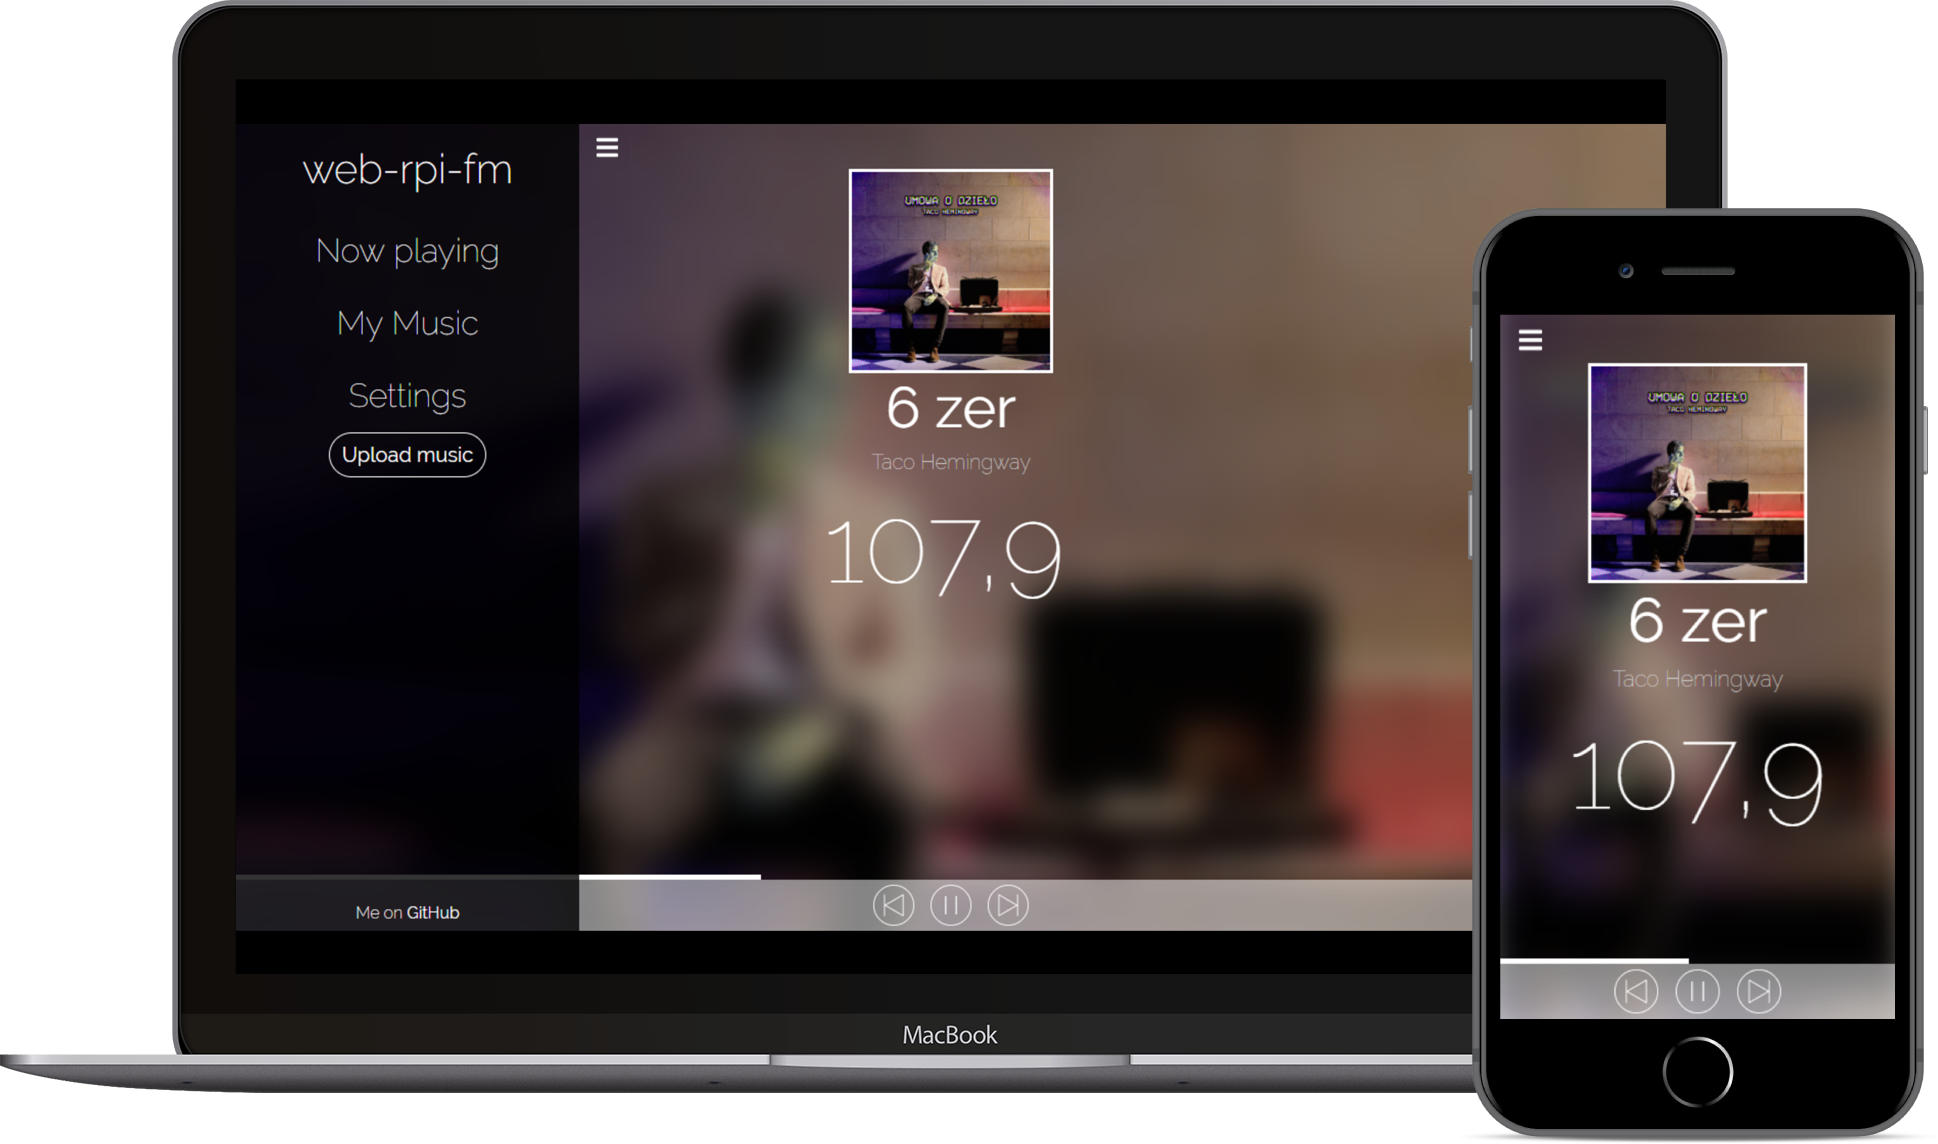 web-rpi-fm
Now playing
My Music
Settings
Upload music
Me on GitHub
UMOWA O DZIEŁO
TACO HEMINGWAY
6 zer
Taco Hemingway
107,9
MacBook
UMOWA O DZIEŁO
TACO HEMINGWAY
6 zer
Taco Hemingway
107,9